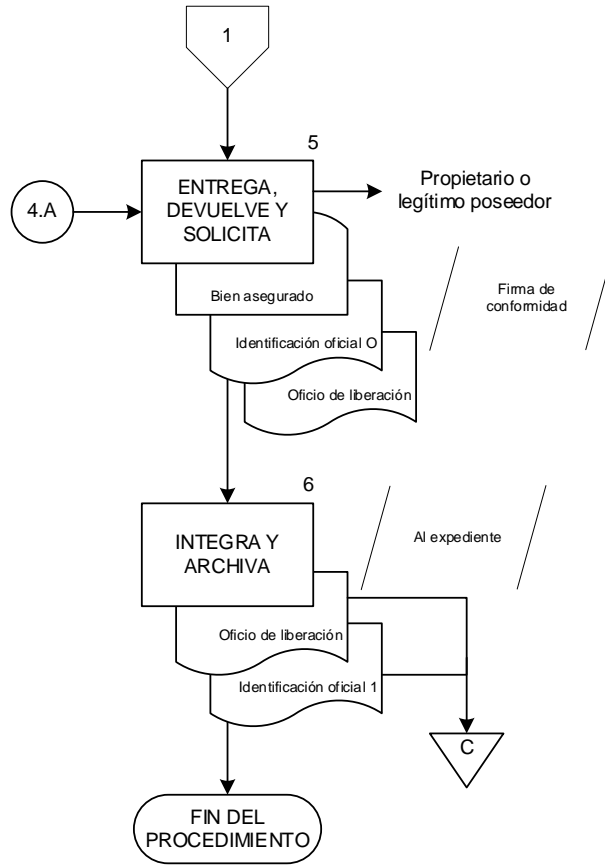 1
5
ENTREGA,
DEVUELVE Y
SOLICITA
4.A
Propietario o
legítimo poseedor
Bien asegurado
Firma de
conformidad
Identificación oficial O
Oficio de liberación
6
INTEGRA Y
ARCHIVA
Al expediente
Oficio de liberación
Identificación oficial 1
C
FIN DEL
PROCEDIMIENTO